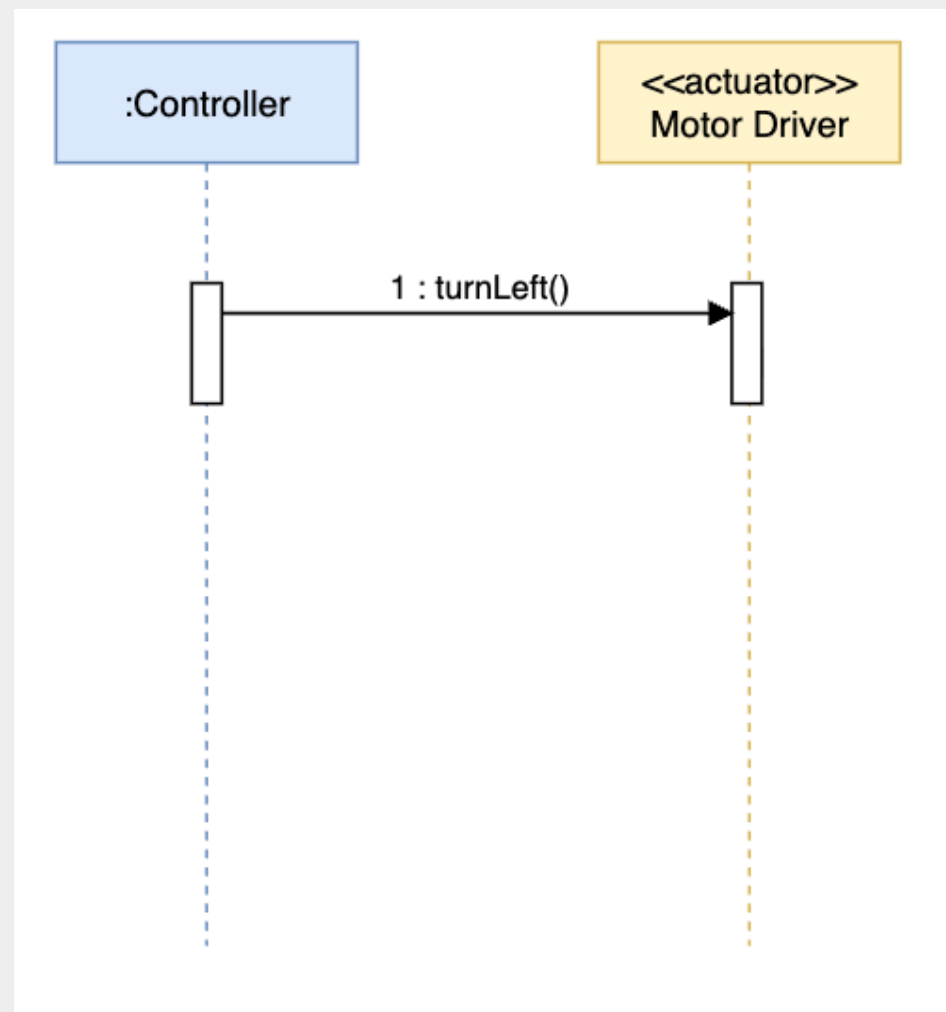 :Controller
<<actuator>>
Motor Driver
1 : turnLeft()